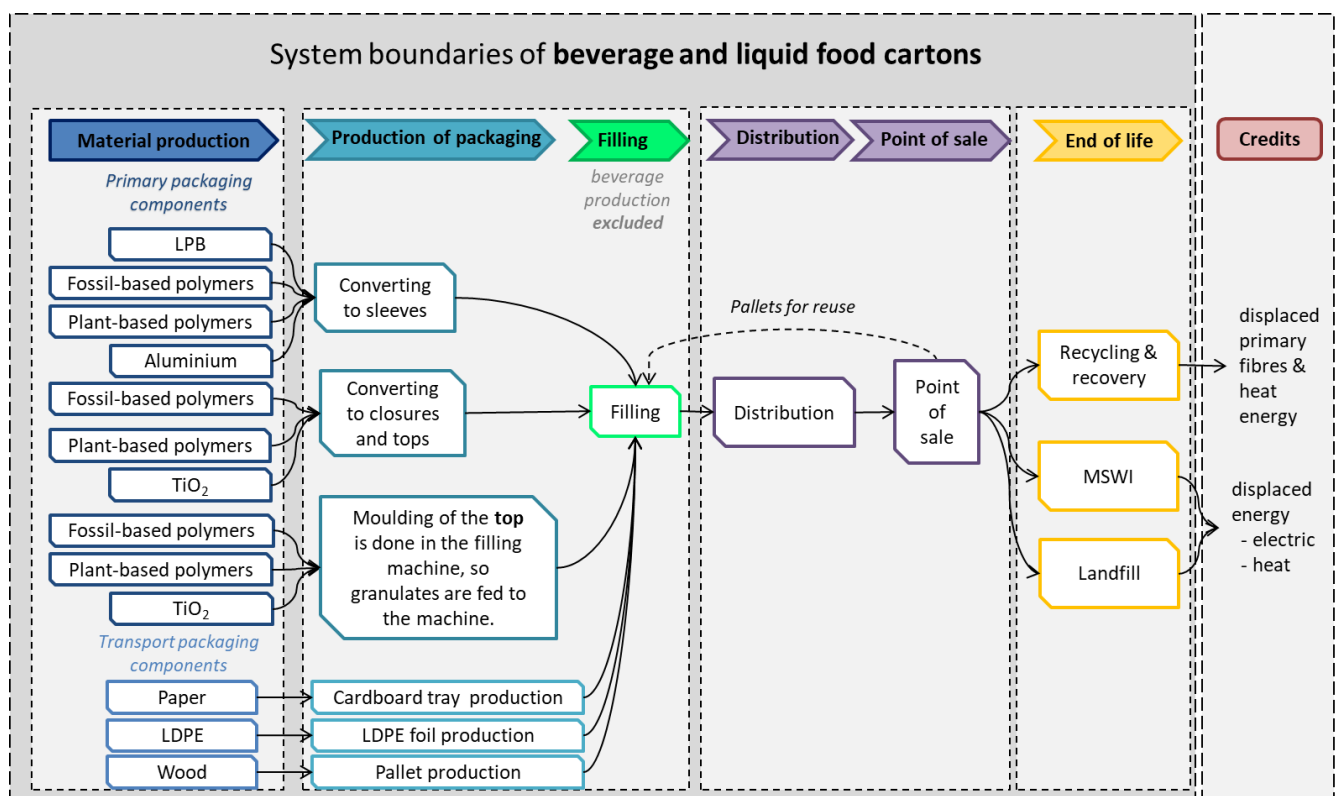 System boundaries of beverage and liquid food cartons
Material production
Production of packaging
Filling
Distribution
Point of sale
End of life
Credits
Primary packaging
components
beverage
production
excluded
LPB
Fossil-based polymers
Plant-based polymers
Aluminium
Fossil-based polymers
Plant-based polymers
TiO₂
Fossil-based polymers
Plant-based polymers
TiO₂
Transport packaging
components
Paper
LDPE
Wood
Converting
to sleeves
Converting
to closures
and tops
Moulding of the top
is done in the filling
machine, so
granulates are fed to
the machine.
Cardboard tray production
LDPE foil production
Pallet production
Filling
Pallets for reuse
Distribution
Point
of
sale
Recycling &
recovery
MSWI
Landfill
displaced
primary
fibres &
heat
energy
displaced
energy
- electric
- heat